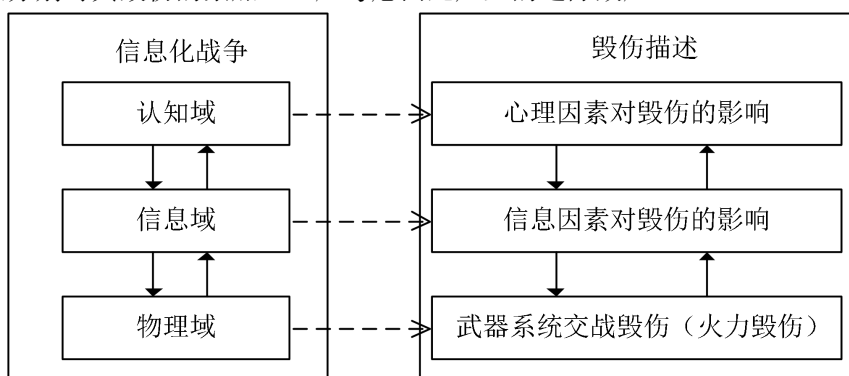 信息化战争
毁伤描述
认知域
心理因素对毁伤的影响
信息域
信息因素对毁伤的影响
物理域
武器系统交战毁伤（火力毁伤）